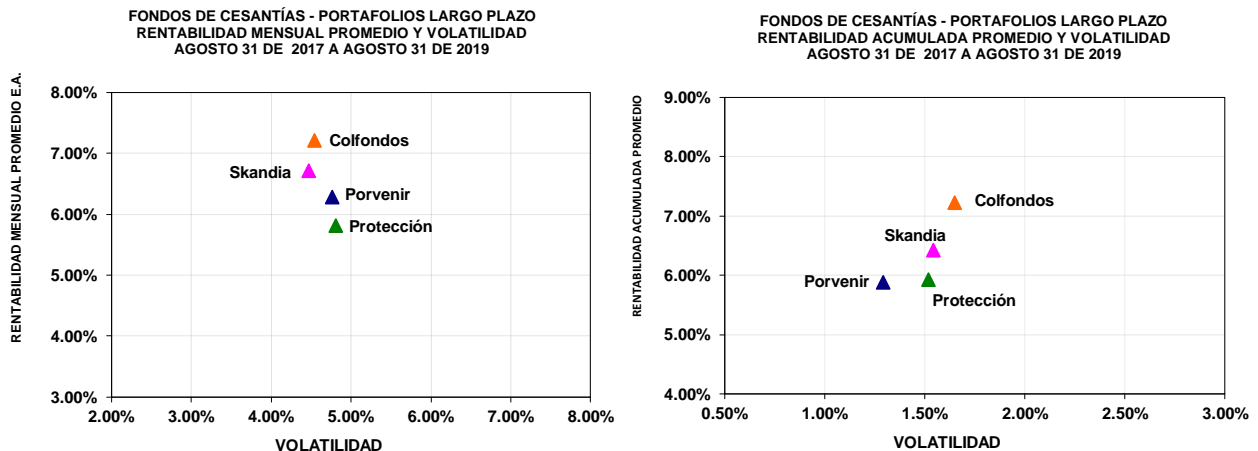 FONDOS DE CESANTÍAS - PORTAFOLIOS LARGO PLAZO
RENTABILIDAD MENSUAL PROMEDIO Y VOLATILIDAD
AGOSTO 31 DE 2017 A AGOSTO 31 DE 2019
RENTABILIDAD MENSUAL PROMEDIO E.A.
8.00%
7.00%
6.00%
5.00%
4.00%
3.00%
Colfondos
Skandia
Porvenir
Protección
2.00% 3.00% 4.00% 5.00% 6.00% 7.00% 8.00%
VOLATILIDAD
FONDOS DE CESANTÍAS - PORTAFOLIOS LARGO PLAZO
RENTABILIDAD ACUMULADA PROMEDIO Y VOLATILIDAD
AGOSTO 31 DE 2017 A AGOSTO 31 DE 2019
RENTABILIDAD ACUMULADA PROMEDIO
9.00%
8.00%
7.00%
6.00%
5.00%
4.00%
Colfondos
Skandia
Porvenir
Protección
0.50% 1.00% 1.50% 2.00% 2.50% 3.00%
VOLATILIDAD